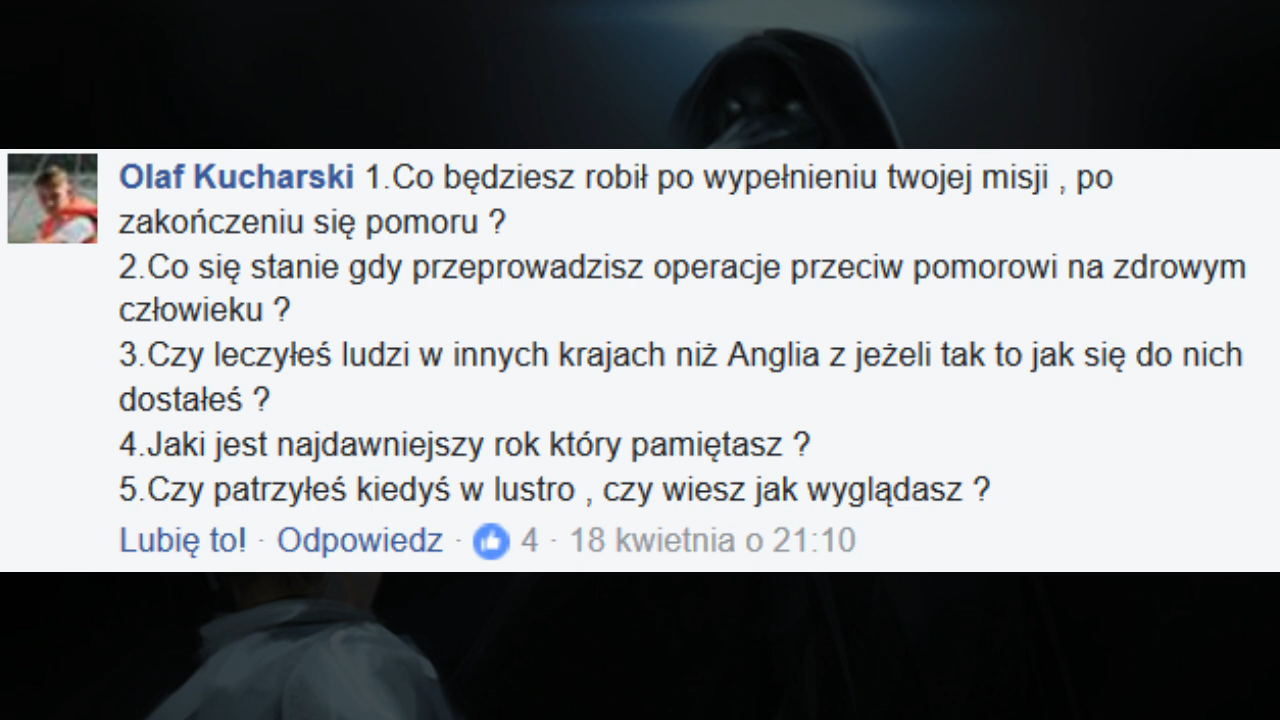 Olaf Kucharski 1.Co będziesz robił po wypełnieniu twojej misji , po
zakończeniu się pomoru ?
2.Co się stanie gdy przeprowadzisz operacje przeciw pomorowi na zdrowym
człowieku ?
3.Czy leczyłeś ludzi w innych krajach niż Anglia z jeżeli tak to jak się do nich
dostałeś ?
4.Jaki jest najdawniejszy rok który pamiętasz ?
5.Czy patrzyłeś kiedyś w lustro , czy wiesz jak wyglądasz ?
Lubię to! · Odpowiedz · 4 · 18 kwietnia o 21:10